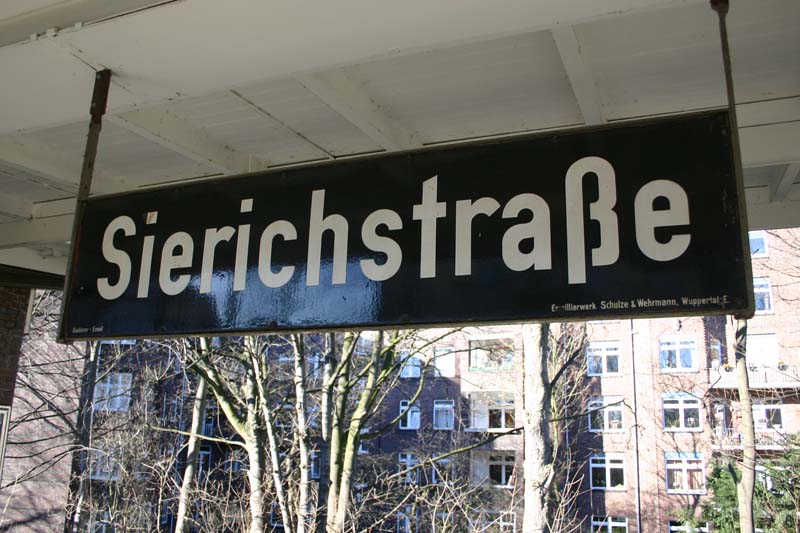 Sierichstraße
Emaillierwerk Schulze & Wehrmann, Wuppertal-E.